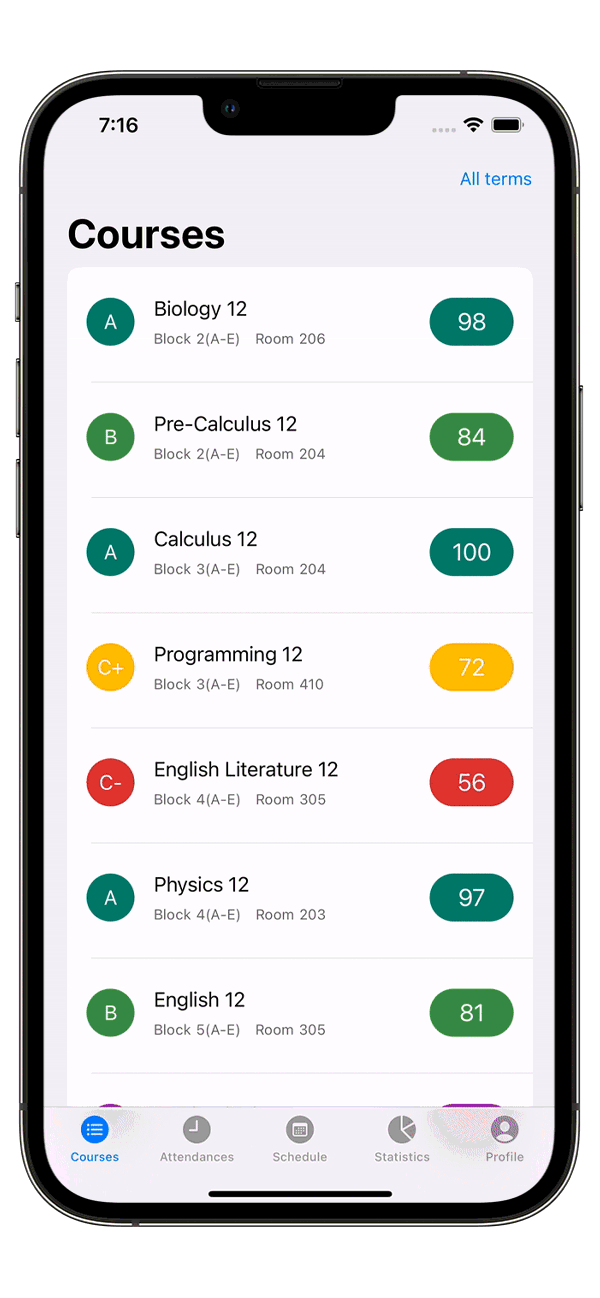 7:16
All terms
Courses
A Biology 12 98
Block 2(A-E) Room 206
B Pre-Calculus 12 84
Block 2(A-E) Room 204
A Calculus 12 100
Block 3(A-E) Room 204
C+ Programming 12 72
Block 3(A-E) Room 410
C- English Literature 12 56
Block 4(A-E) Room 305
A Physics 12 97
Block 4(A-E) Room 203
B English 12 81
Block 5(A-E) Room 305
Courses Attendances Schedule Statistics Profile